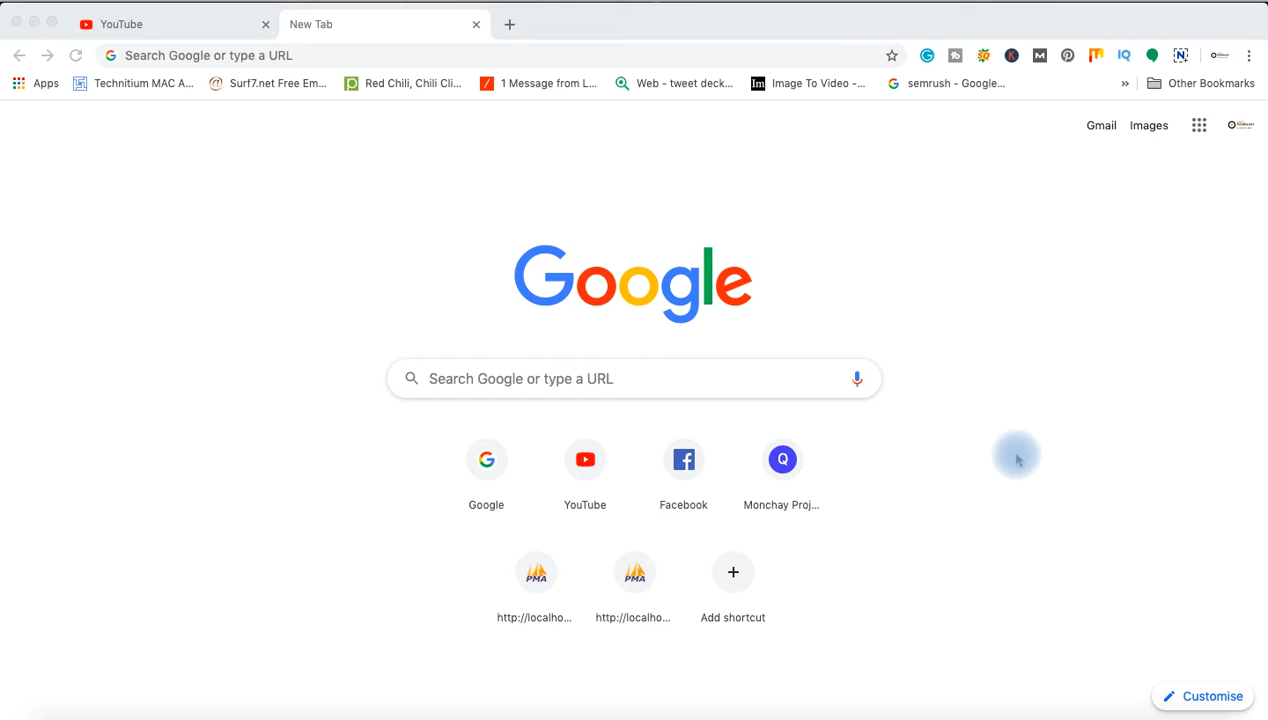 YouTube
New Tab
Search Google or type a URL
Apps
Technitium MAC A...
Surf7.net Free Em...
Red Chili, Chili Cli...
1 Message from L...
Web - tweet deck...
Image To Video -...
semrush - Google...
Other Bookmarks
Gmail Images
Google
Search Google or type a URL
Google YouTube Facebook Monchay Proj...
PMA PMA
http://localho... http://localho... Add shortcut
Customise